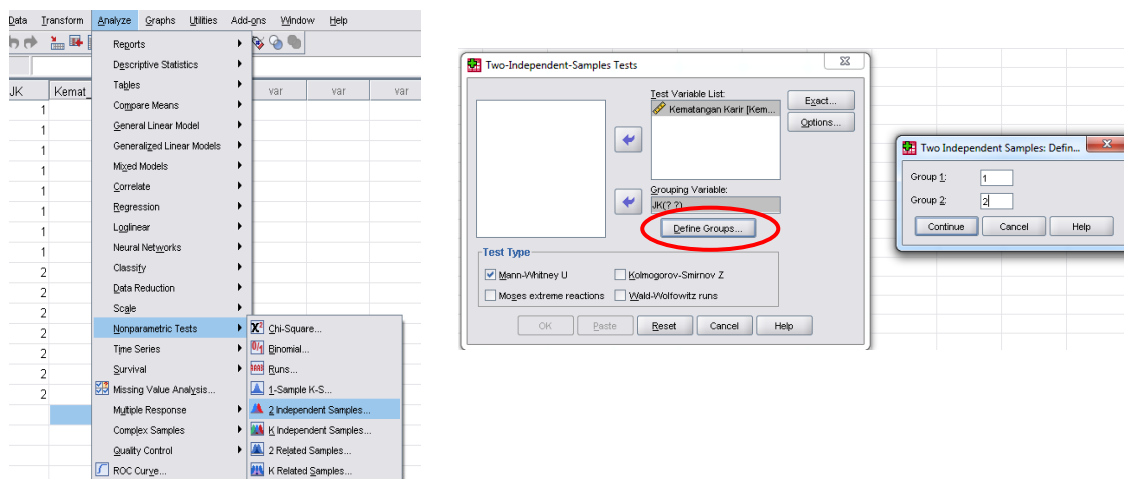 Data Transform Analyze Graphs Utilities Add-ons Window Help
JK Kemat_ var var var
1
1
1
1
1
1
1
1
2
2
2
2
2
2
2
Reports
Descriptive Statistics
Tables
Compare Means
General Linear Model
Generalized Linear Models
Mixed Models
Correlate
Regression
Loglinear
Neural Networks
Classify
Data Reduction
Scale
Nonparametric Tests
Time Series
Survival
Missing Value Analysis...
Multiple Response
Complex Samples
Quality Control
ROC Curve...
Chi-Square...
Binomial...
Runs...
1-Sample K-S...
2 Independent Samples...
K Independent Samples...
2 Related Samples...
K Related Samples...
Two-Independent-Samples Tests
Test Variable List:
Kematangan Karir [Kem...
Exact...
Options...
Grouping Variable:
JK(? ?)
Define Groups...
Test Type
Mann-Whitney U Kolmogorov-Smirnov Z
Moses extreme reactions Wald-Wolfowitz runs
OK Paste Reset Cancel Help
Two Independent Samples: Defin...
Group 1: 1
Group 2: 2
Continue Cancel Help